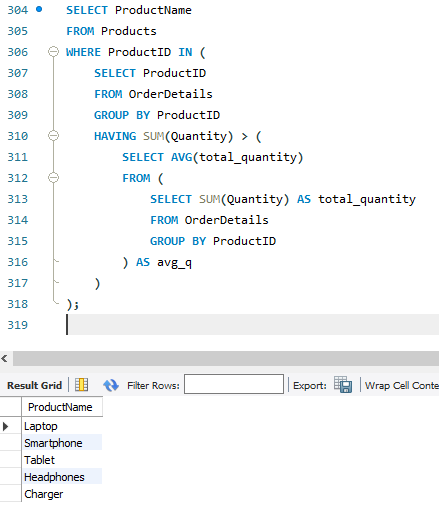 304 SELECT ProductName
305 FROM Products
306 WHERE ProductID IN (
307 SELECT ProductID
308 FROM OrderDetails
309 GROUP BY ProductID
310 HAVING SUM(Quantity) > (
311 SELECT AVG(total_quantity)
312 FROM (
313 SELECT SUM(Quantity) AS total_quantity
314 FROM OrderDetails
315 GROUP BY ProductID
316 ) AS avg_q
317 )
318 );
319
Result Grid Filter Rows: Export: Wrap Cell Conte
ProductName
Laptop
Smartphone
Tablet
Headphones
Charger